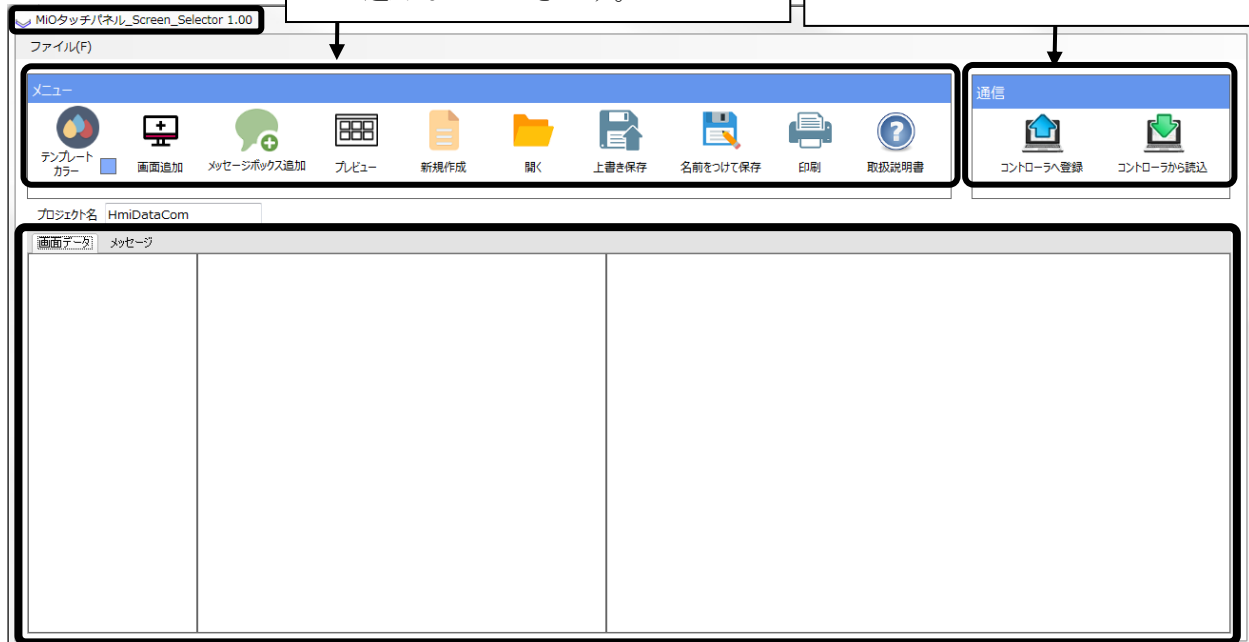 MiOタッチパネル_Screen_Selector 1.00
ファイル(F)
メニュー
通信
テンプレート
カラー
画面追加
メッセージボックス追加
プレビュー
新規作成
開く
上書き保存
名前をつけて保存
印刷
取扱説明書
コントローラへ登録
コントローラから読込
プロジェクト名 HmiDataCom
画面データ メッセージ